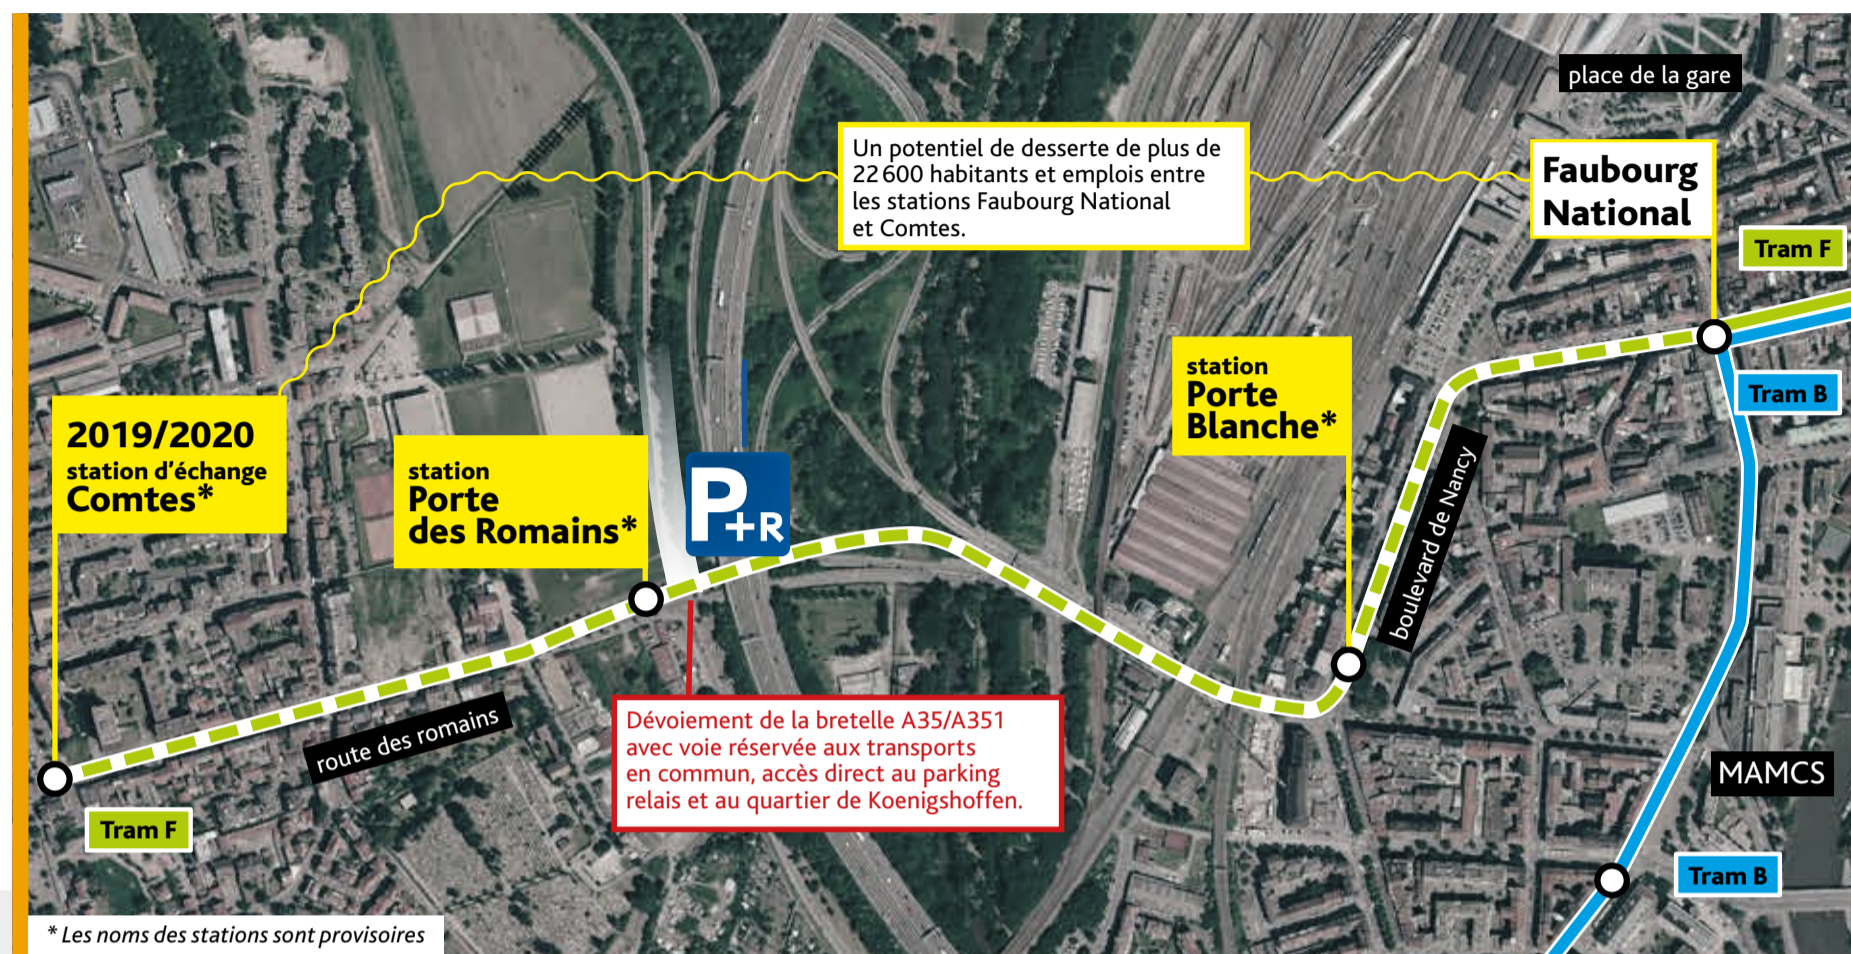 place de la gare
Un potentiel de desserte de plus de
22 600 habitants et emplois entre
les stations Faubourg National
et Comtes.
Faubourg
National
Tram F
Tram B
station
Porte
Blanche*
2019/2020
station d'échange
Comtes*
station
Porte
des Romains*
P+R
boulevard de Nancy
route des romains
Dévoiement de la bretelle A35/A351
avec voie réservée aux transports
en commun, accès direct au parking
relais et au quartier de Koenigshoffen.
MAMCS
Tram F
Tram B
* Les noms des stations sont provisoires